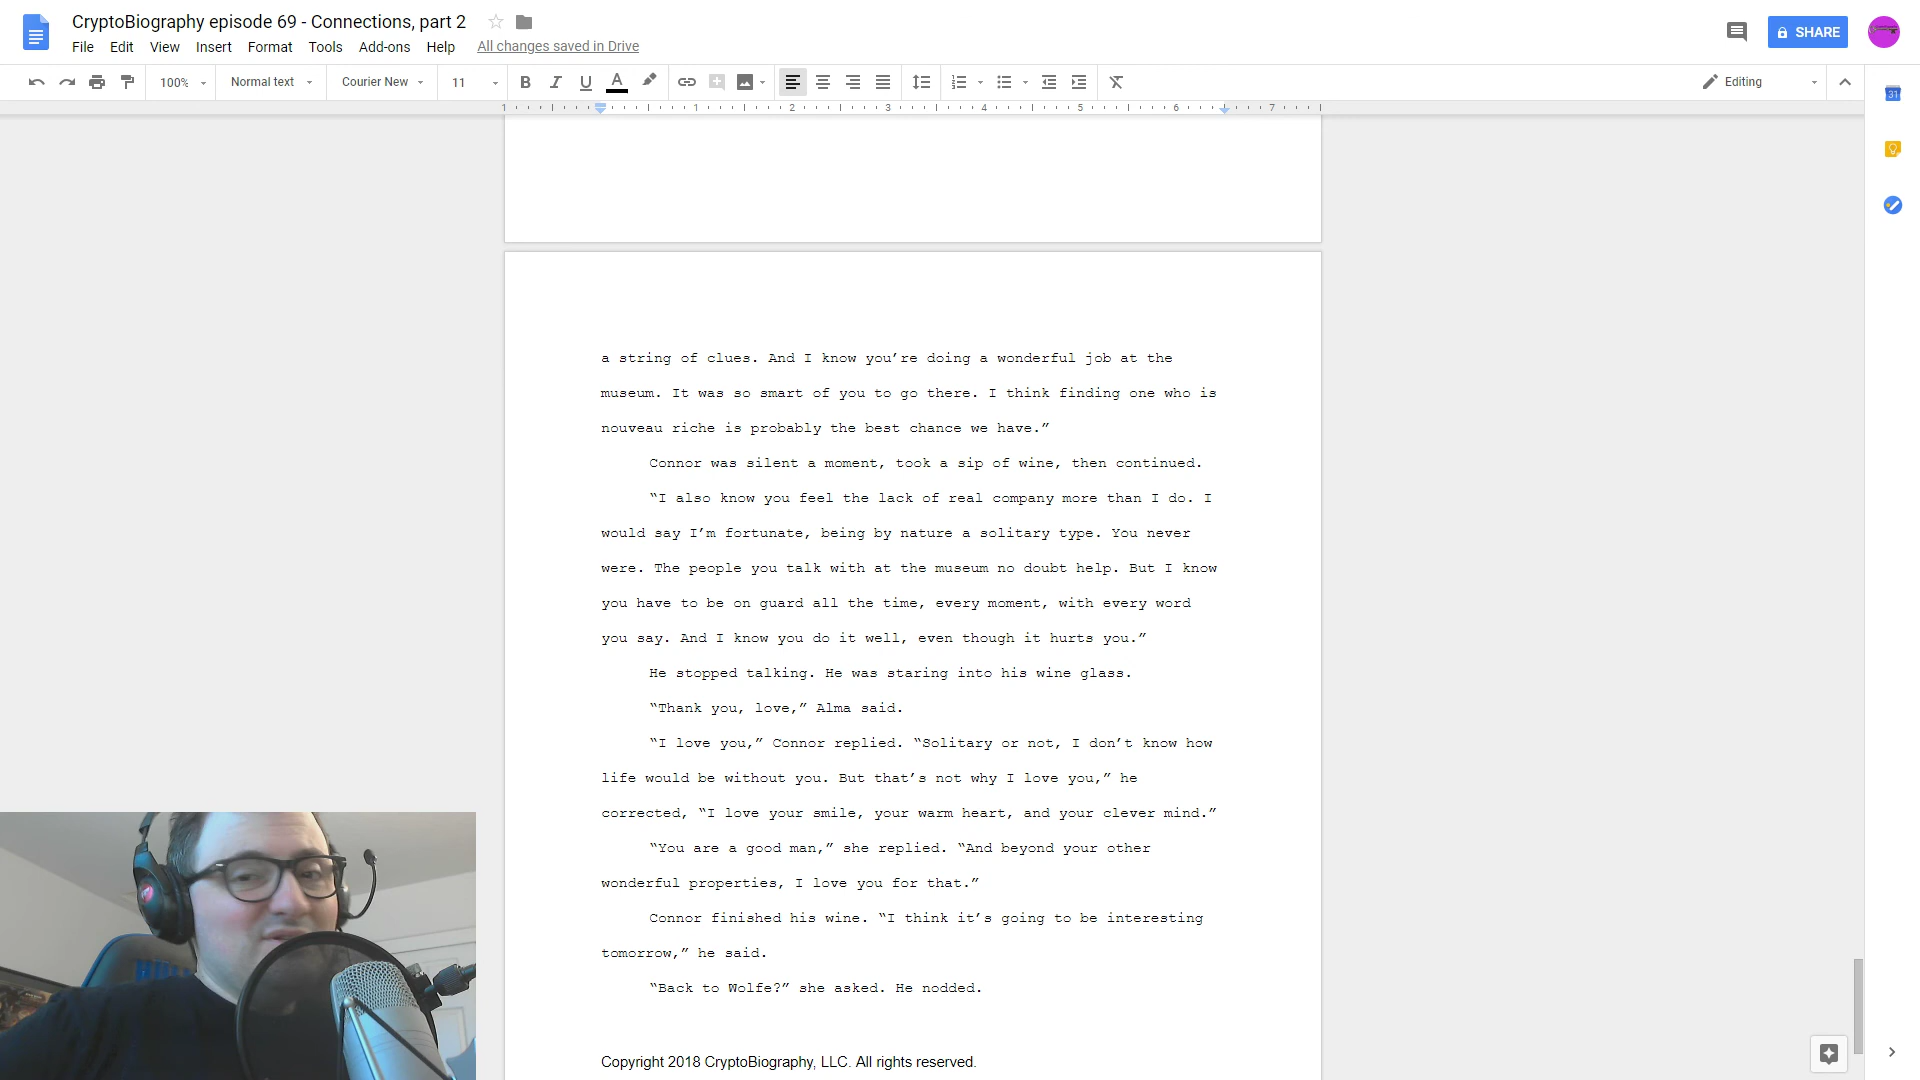 CryptoBiography episode 69 - Connections, part 2
File Edit View Insert Format Tools Add-ons Help All changes saved in Drive
SHARE
100% Normal text Courier New 11 Editing
1 1 2 3 4 5 6 7
31
a string of clues. And I know you’re doing a wonderful job at the
museum. It was so smart of you to go there. I think finding one who is
nouveau riche is probably the best chance we have.”
Connor was silent a moment, took a sip of wine, then continued.
“I also know you feel the lack of real company more than I do. I
would say I’m fortunate, being by nature a solitary type. You never
were. The people you talk with at the museum no doubt help. But I know
you have to be on guard all the time, every moment, with every word
you say. And I know you do it well, even though it hurts you.”
He stopped talking. He was staring into his wine glass.
“Thank you, love,” Alma said.
“I love you,” Connor replied. “Solitary or not, I don’t know how
life would be without you. But that’s not why I love you,” he
corrected, “I love your smile, your warm heart, and your clever mind.”
“You are a good man,” she replied. “And beyond your other
wonderful properties, I love you for that.”
Connor finished his wine. “I think it’s going to be interesting
tomorrow,” he said.
“Back to Wolfe?” she asked. He nodded.
Copyright 2018 CryptoBiography, LLC. All rights reserved.